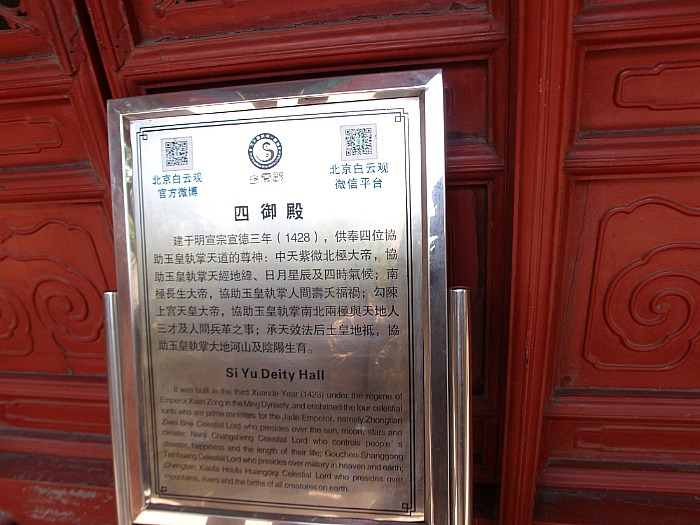 北京白云观
官方微博
北京白云观
微信平台
四御殿
建于明宣宗宣德三年（1428），供奉四位協
助玉皇執掌天道的尊神：中天紫微北極大帝，協
助玉皇執掌天經地緯、日月星辰及四時氣候；南
極長生大帝，協助玉皇執掌人間壽夭福禍；勾陳
上宫天皇大帝，協助玉皇執掌南北兩極與天地人
三才及人間兵革之事；承天效法后土皇地祇，協
助玉皇執掌大地河山及陰陽生育。
Si Yu Deity Hall
It was built in the third Xuande Year (1428) under the regime of
Emperor Xuan Zong in the Ming Dynasty, and enshrined the four celestial
lords who are prime ministers for the Jade Emperor, namely Zhongtian
Ziwei Beiji Celestial Lord who presides over the sun, moon, stars and
climate; Nanji Changsheng Celestial Lord who controls people's
disaster, happiness and the length of their life; Gouchen Shanggong
Tianhuang Celestial Lord who presides over military in heaven and earth;
Chengtian Xiaofa Houtu Huangdiqi Celestial Lord who presides over
mountains, rivers and the births of all creatures on earth.